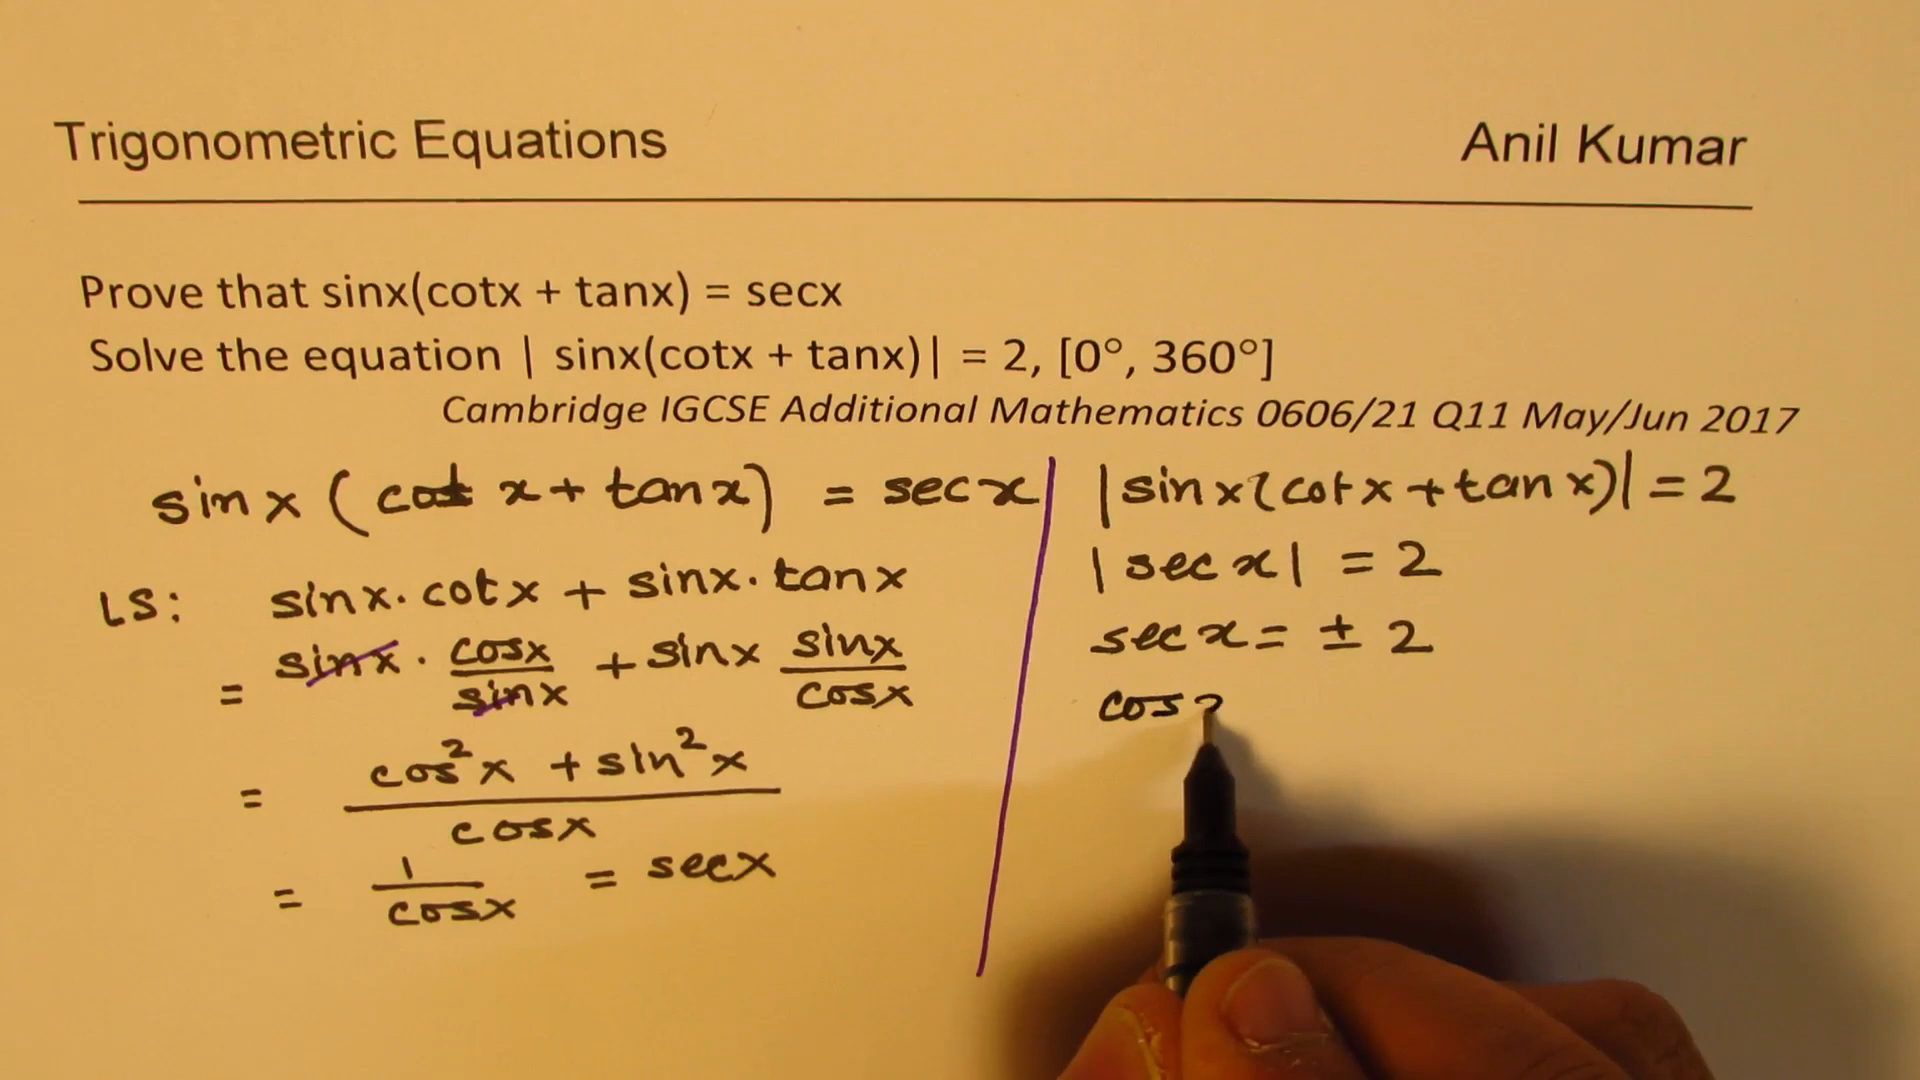 Trigonometric Equations Anil Kumar
Prove that sinx(cotx + tanx) = secx
Solve the equation | sinx(cotx + tanx)| = 2, [0°, 360°]
Cambridge IGCSE Additional Mathematics 0606/21 Q11 May/Jun 2017
sin x ( cot x + tan x ) = sec x
LS: sinx · cot x + sinx · tan x
= sinx · cosx / sinx + sinx sinx / cosx
= cos²x + sin²x / cosx
= 1 / cosx = secx
| sin x ( cot x + tan x ) | = 2
| sec x | = 2
sec x = ± 2
cos